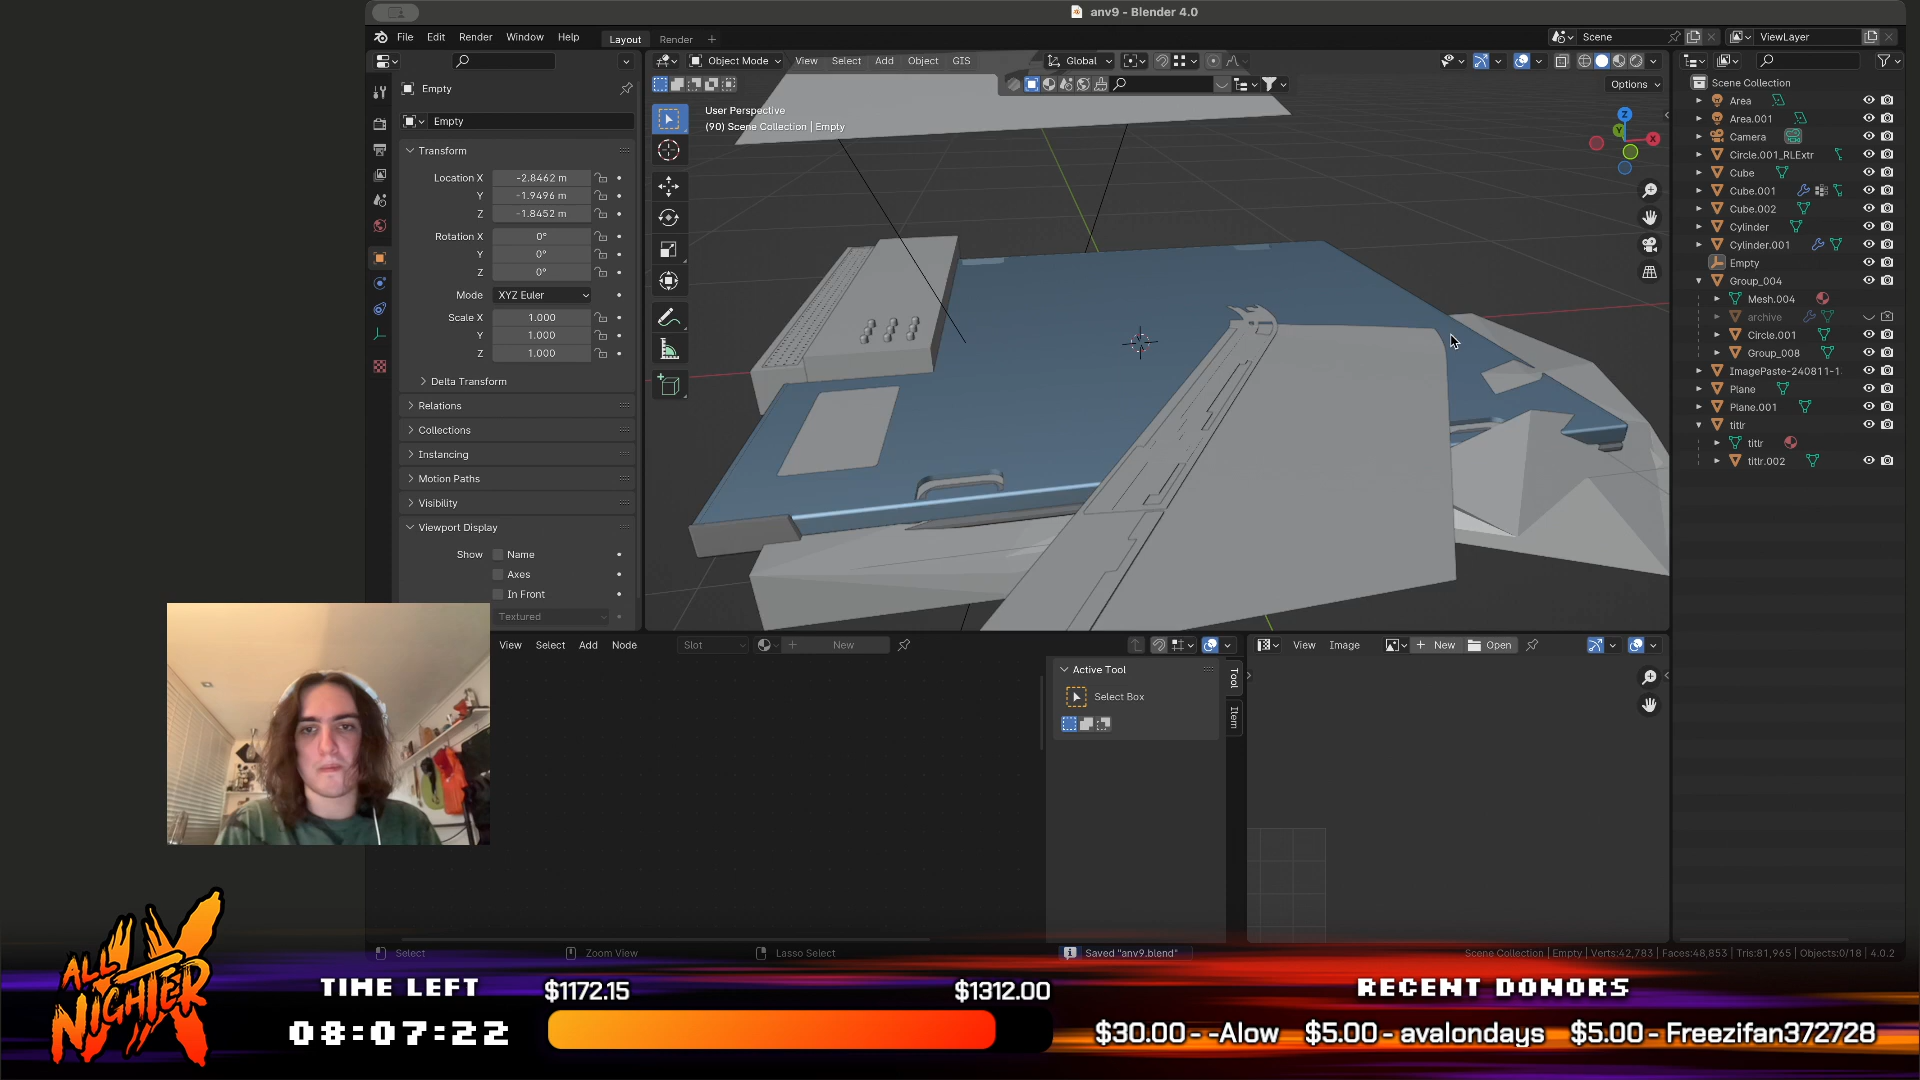 anv9 - Blender 4.0
File Edit Render Window Help Layout Render + Scene ViewLayer
Object Mode View Select Add Object GIS Global
Options
Empty
Empty
Transform
Location X -2.8462 m
Y -1.9496 m
Z -1.8452 m
Rotation X 0°
Y 0°
Z 0°
Mode XYZ Euler
Scale X 1.000
Y 1.000
Z 1.000
Delta Transform
Relations
Collections
Instancing
Motion Paths
Visibility
Viewport Display
Show Name
Axes
In Front
Textured
User Perspective
(90) Scene Collection | Empty
Z
Y
X
Scene Collection
Area
Area.001
Camera
Circle.001_RLExtr
Cube
Cube.001
Cube.002
Cylinder
Cylinder.001
Empty
Group_004
Mesh.004
archive
Circle.001
Group_008
ImagePaste-240811-1
Plane
Plane.001
titlr
titlr
titlr.002
View Select Add Node Slot New
Active Tool
Select Box
Tool
Item
View Image New Open
Select Zoom View Lasso Select Saved "anv9.blend" Scene Collection | Empty | Verts:42,783 | Faces:48,853 | Tris:81,965 | Objects:0/18 | 4.0.2
ALL
NIGHTER
TIME LEFT
08:07:22
$1172.15 $1312.00
RECENT DONORS
$30.00 - -Alow $5.00 - avalondays $5.00 - Freezifan372728